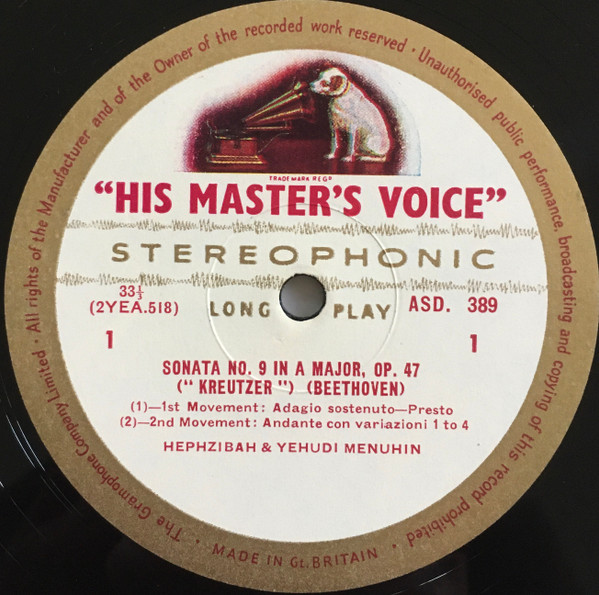 The Gramophone Company Limited · All rights of the Manufacturer and of the Owner of the recorded work reserved · Unauthorised public performance, broadcasting and copying of this record prohibited ·
TRADE MARK REGD
“HIS MASTER'S VOICE”
STEREOPHONIC
33⅓
(2YEA.518)
LONG PLAY
ASD. 389
1
1
SONATA NO. 9 IN A MAJOR, OP. 47
(“ KREUTZER ”) (BEETHOVEN)
(1)—1st Movement: Adagio sostenuto—Presto
(2)—2nd Movement: Andante con variazioni 1 to 4
HEPHZIBAH & YEHUDI MENUHIN
· MADE IN Gt. BRITAIN ·